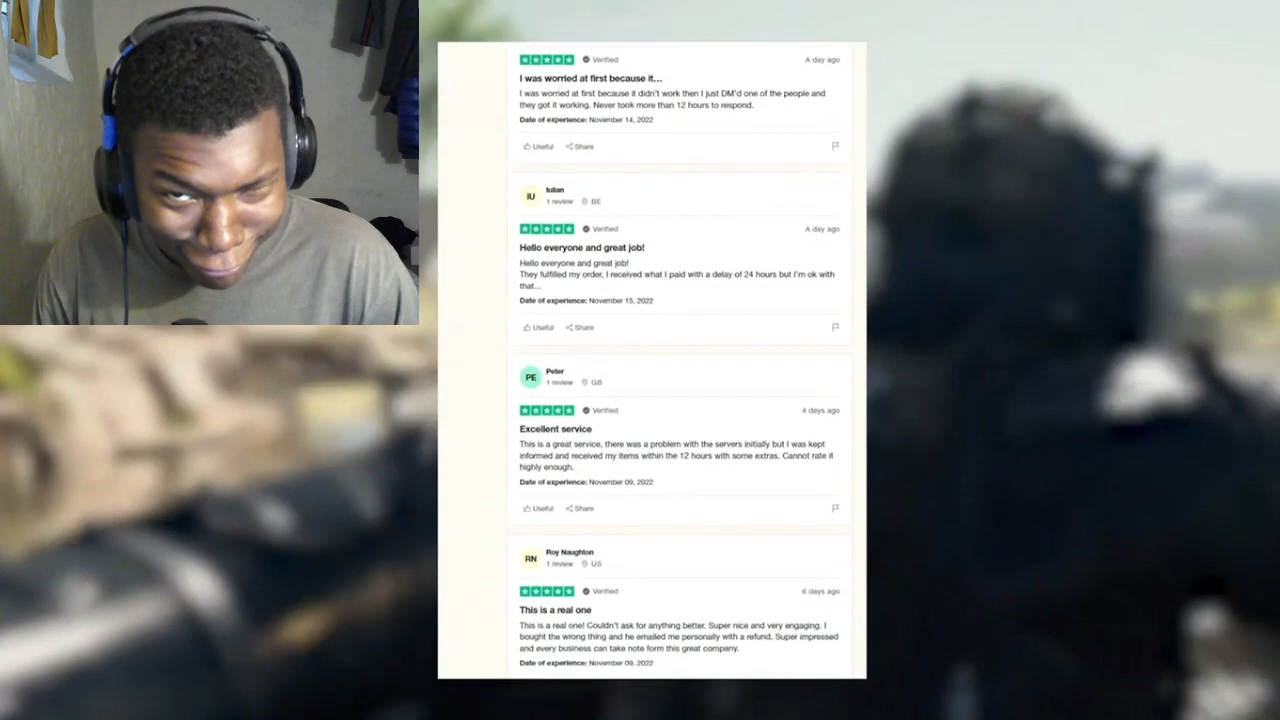 Verified A day ago
I was worried at first because it...
I was worried at first because it didn't work then I just DM'd one of the people and
they got it working. Never took more than 12 hours to respond.
Date of experience: November 14, 2022
Useful Share
IU Iulian
1 review BE
Verified A day ago
Hello everyone and great job!
Hello everyone and great job!
They fulfilled my order, I received what I paid with a delay of 24 hours but I'm ok with
that...
Date of experience: November 15, 2022
Useful Share
PE Peter
1 review GB
Verified 4 days ago
Excellent service
This is a great service, there was a problem with the servers initially but I was kept
informed and received my items within the 12 hours with some extras. Cannot rate it
highly enough.
Date of experience: November 09, 2022
Useful Share
RN Roy Naughton
1 review US
Verified 6 days ago
This is a real one
This is a real one! Couldn't ask for anything better. Super nice and very engaging. I
bought the wrong thing and he emailed me personally with a refund. Super impressed
and every business can take note form this great company.
Date of experience: November 09, 2022